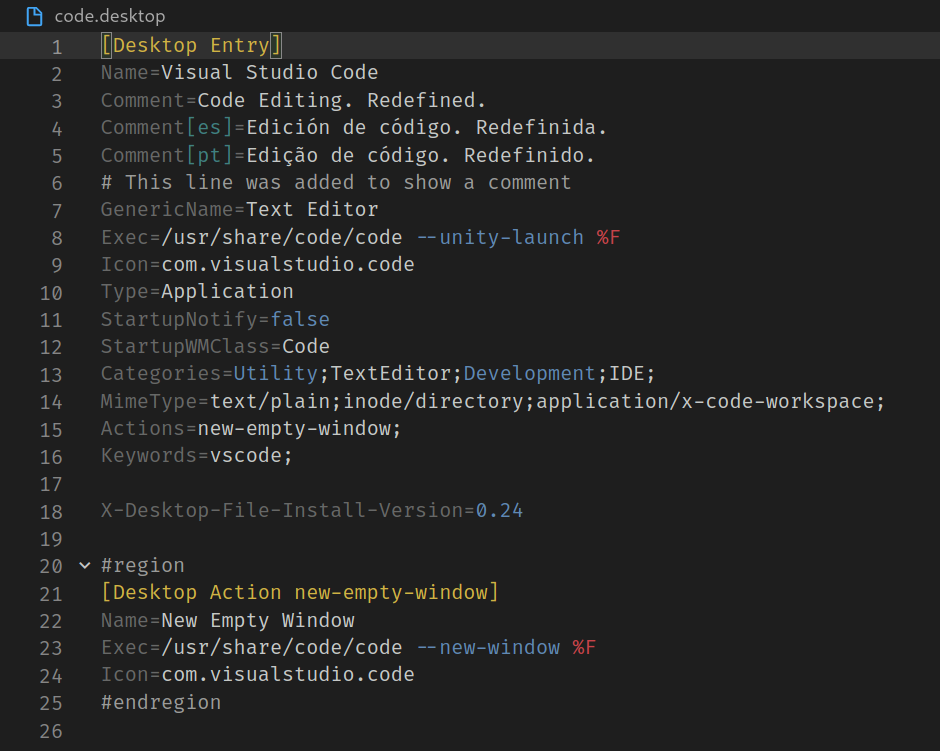 code.desktop
1 [Desktop Entry]
2 Name=Visual Studio Code
3 Comment=Code Editing. Redefined.
4 Comment[es]=Edición de código. Redefinida.
5 Comment[pt]=Edição de código. Redefinido.
6 # This line was added to show a comment
7 GenericName=Text Editor
8 Exec=/usr/share/code/code --unity-launch %F
9 Icon=com.visualstudio.code
10 Type=Application
11 StartupNotify=false
12 StartupWMClass=Code
13 Categories=Utility;TextEditor;Development;IDE;
14 MimeType=text/plain;inode/directory;application/x-code-workspace;
15 Actions=new-empty-window;
16 Keywords=vscode;
17
18 X-Desktop-File-Install-Version=0.24
19
20 #region
21 [Desktop Action new-empty-window]
22 Name=New Empty Window
23 Exec=/usr/share/code/code --new-window %F
24 Icon=com.visualstudio.code
25 #endregion
26